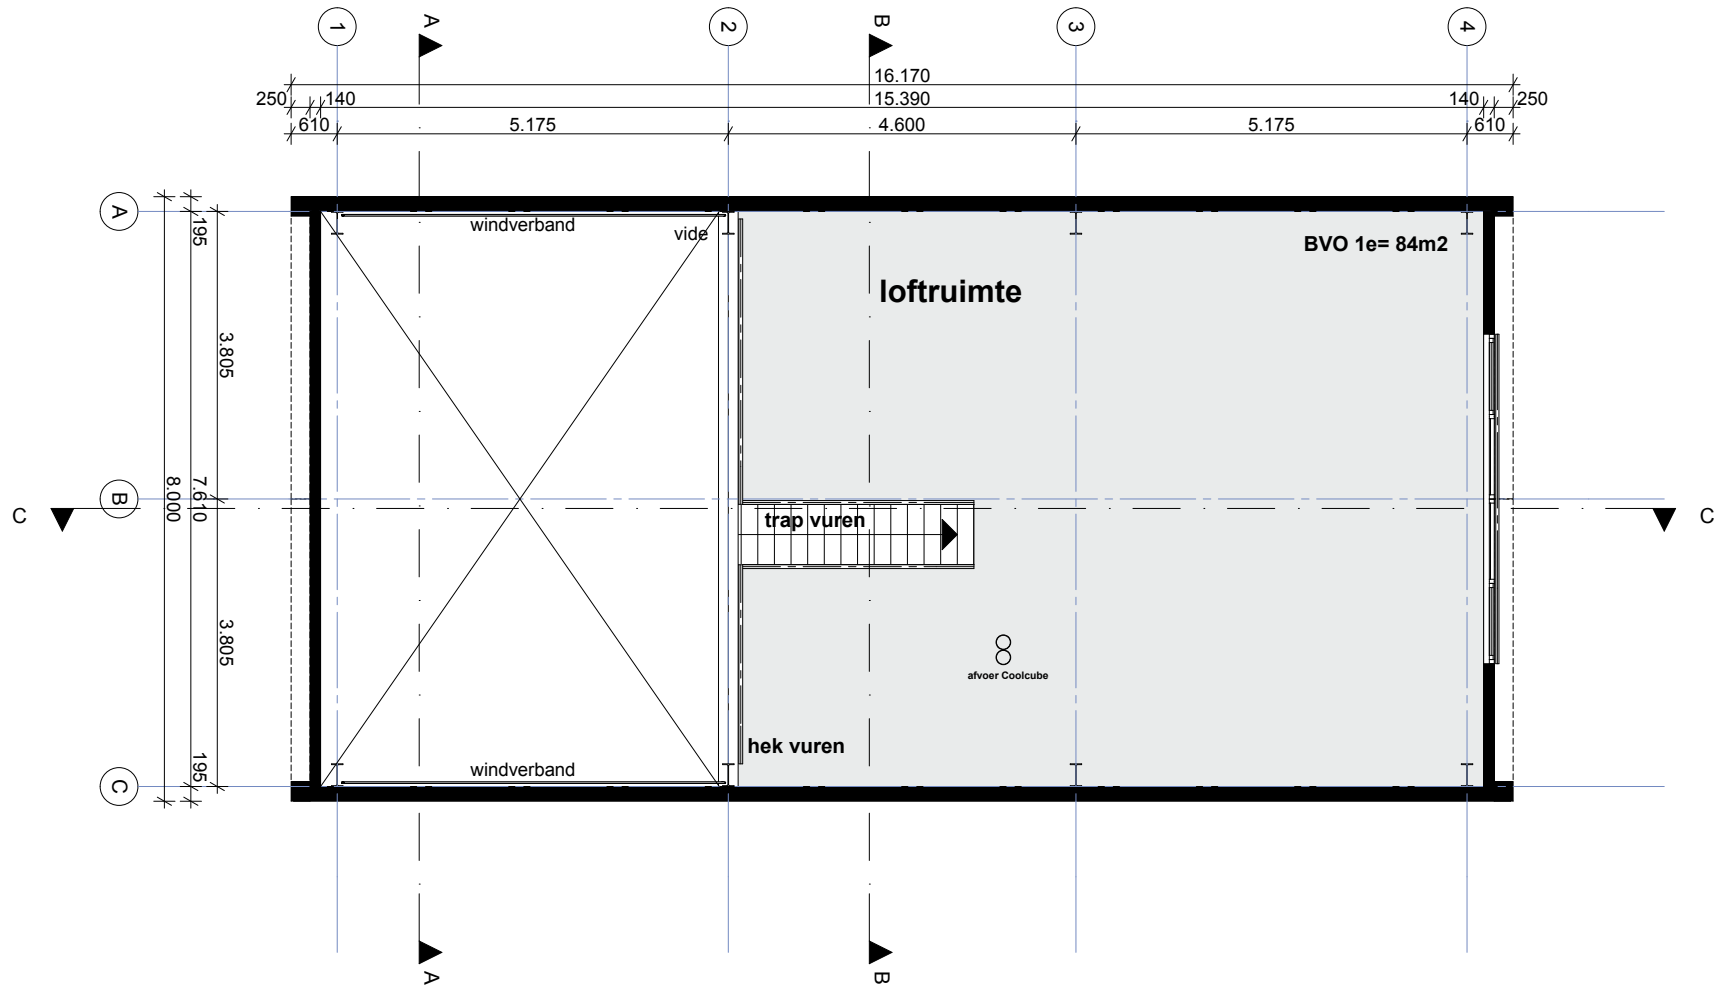 1
A
2
B
3
4
16.170
250
140
15.390
140
250
610
5.175
4.600
5.175
610
A
195
windverband
vide
BVO 1e= 84m2
loftruimte
3.805
B
7.610
8.000
C
C
trap vuren
3.805
afvoer Coolcube
hek vuren
195
windverband
C
A
B